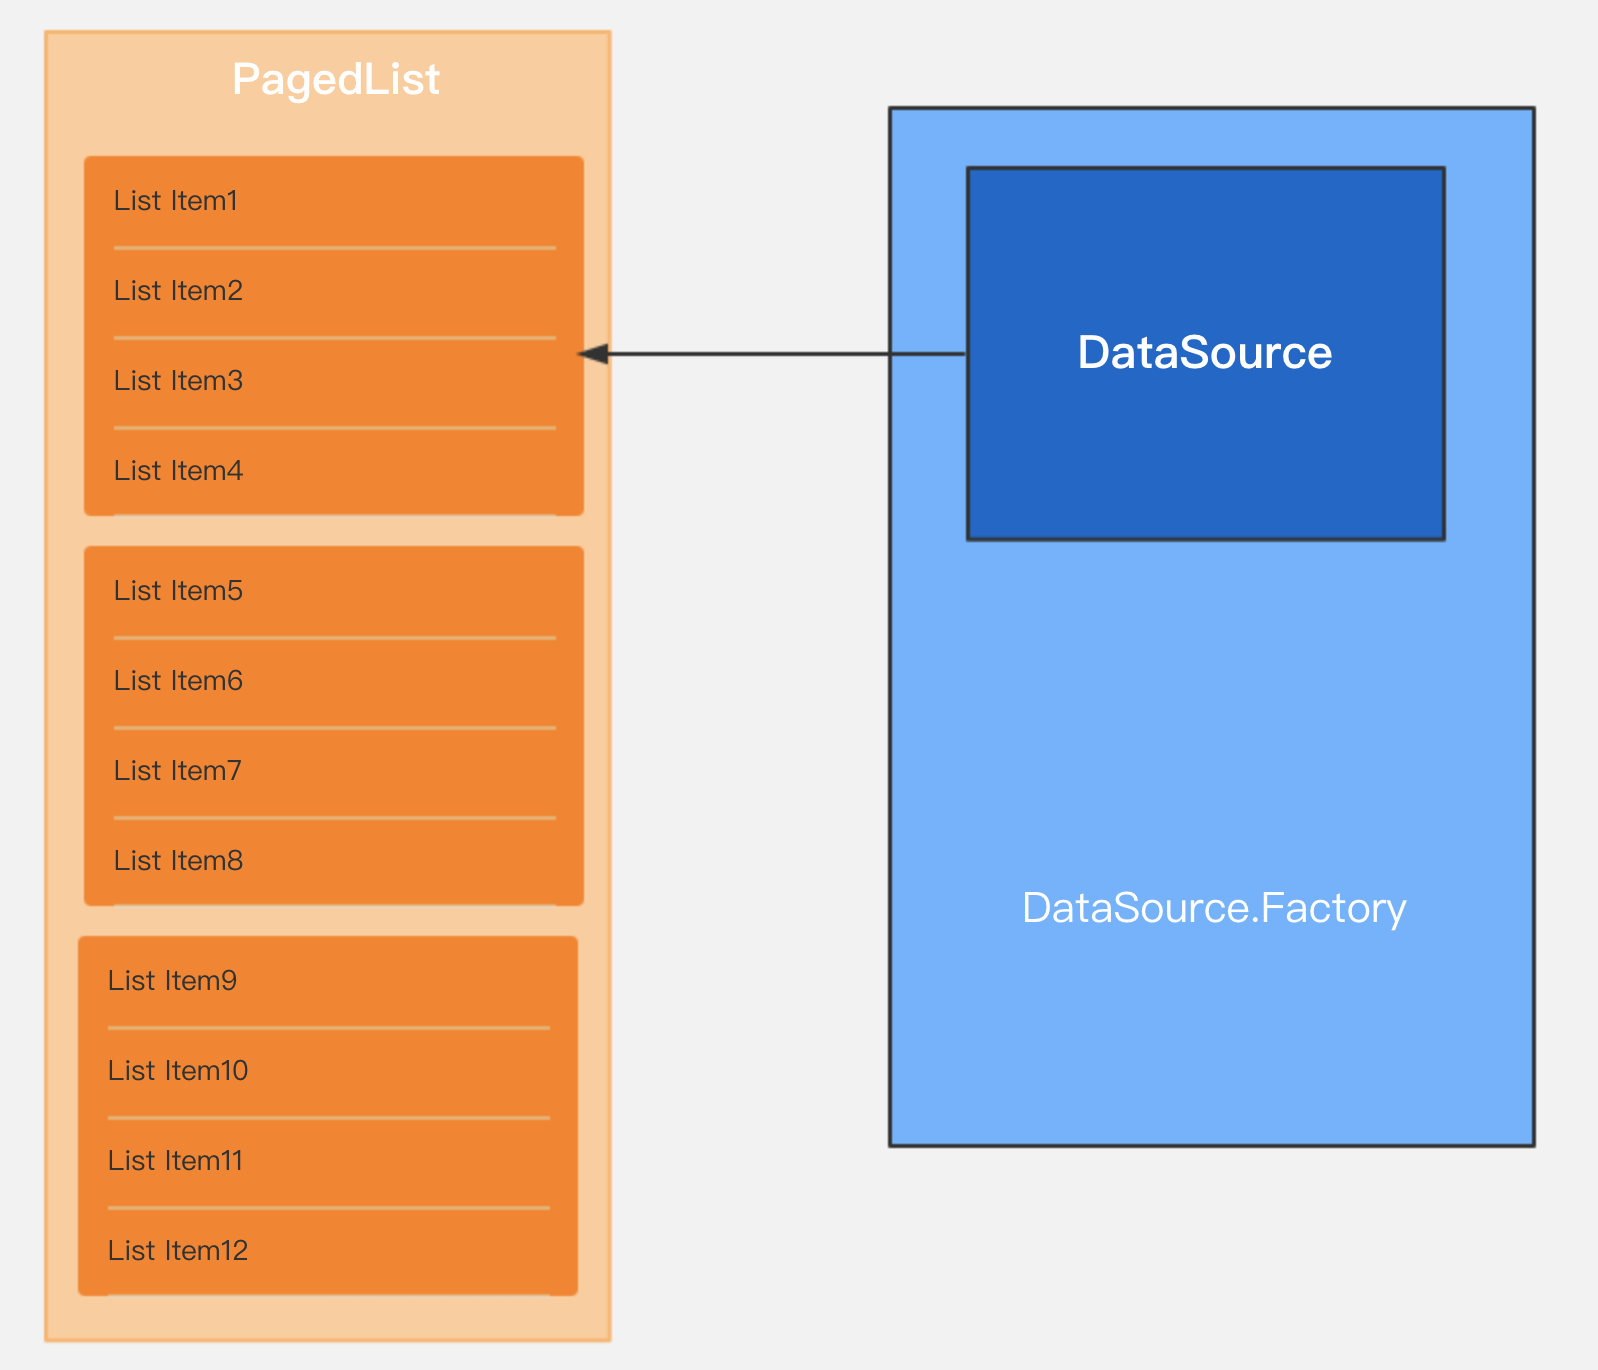 PagedList
List Item1
List Item2
List Item3
List Item4
List Item5
List Item6
List Item7
List Item8
List Item9
List Item10
List Item11
List Item12
DataSource
DataSource.Factory